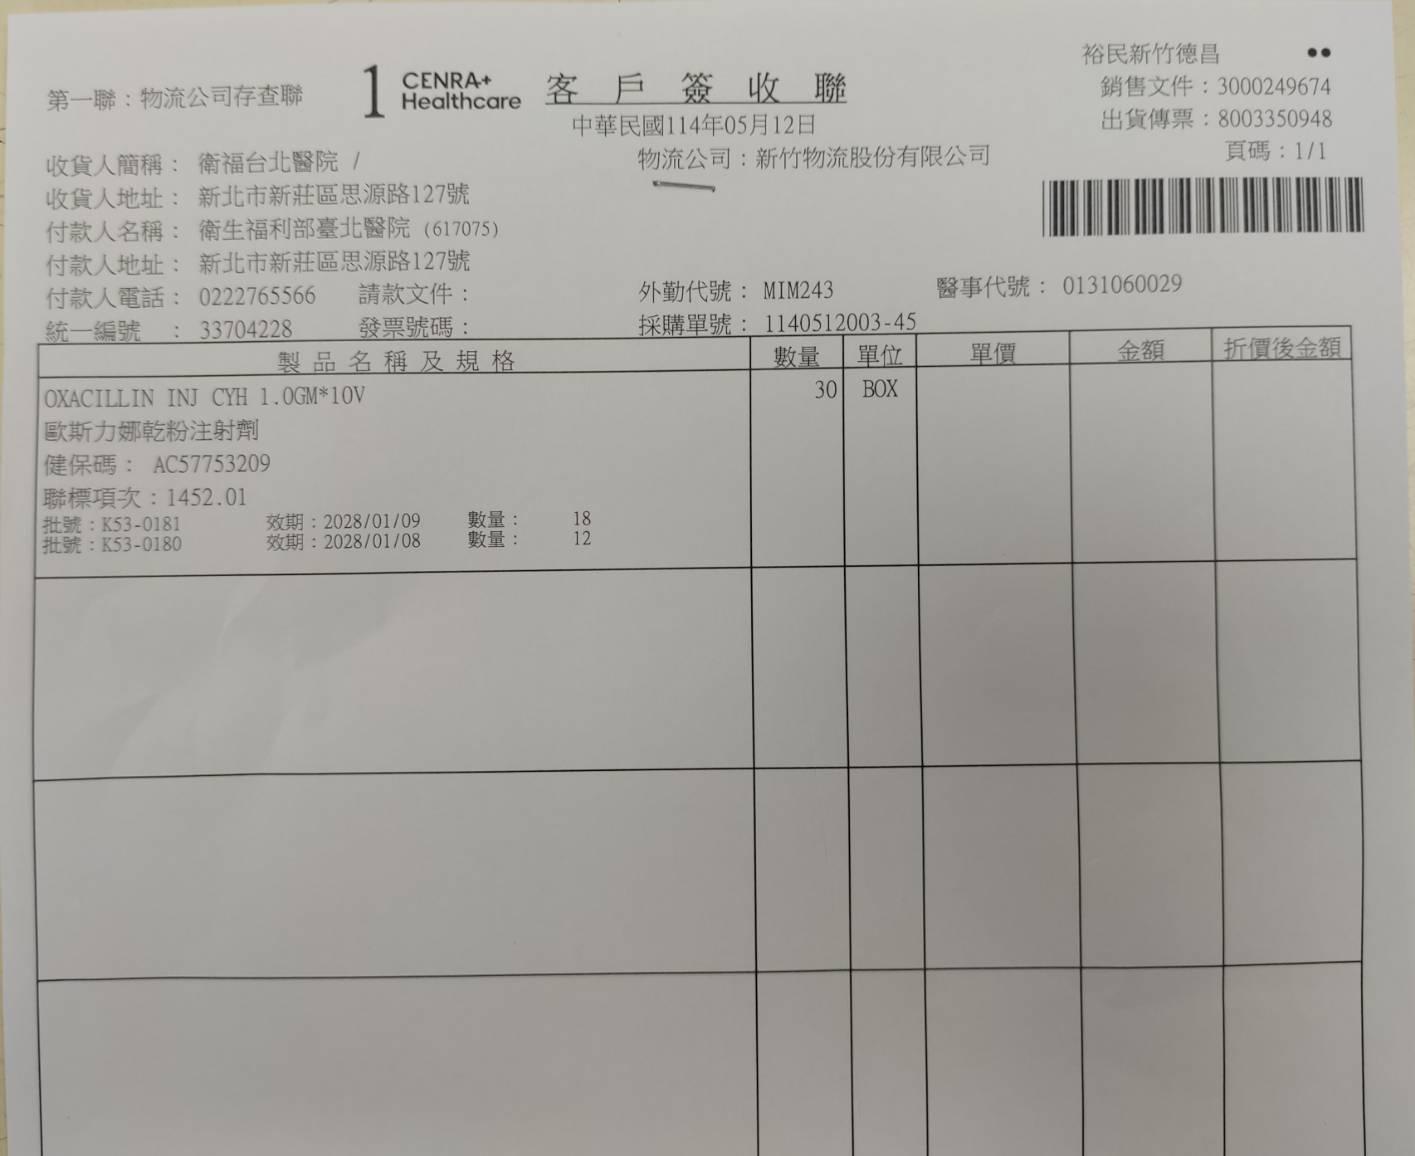 裕民新竹德昌 ●●
第一聯：物流公司存查聯 1 CENRA+ Healthcare 客戶簽收聯 銷售文件：3000249674
中華民國114年05月12日 出貨傳票：8003350948
收貨人簡稱： 衛福台北醫院 / 物流公司：新竹物流股份有限公司 頁碼：1/1
收貨人地址： 新北市新莊區思源路127號
付款人名稱： 衛生福利部臺北醫院 (617075)
付款人地址： 新北市新莊區思源路127號
付款人電話： 0222765566 請款文件： 外勤代號： MIM243 醫事代號： 0131060029
統一編號 ： 33704228 發票號碼： 採購單號： 1140512003-45
製品名稱及規格 數量 單位 單價 金額 折價後金額
OXACILLIN INJ CYH 1.0GM*10V 30 BOX
歐斯力娜乾粉注射劑
健保碼： AC57753209
聯標項次：1452.01
批號：K53-0181 效期：2028/01/09 數量： 18
批號：K53-0180 效期：2028/01/08 數量： 12